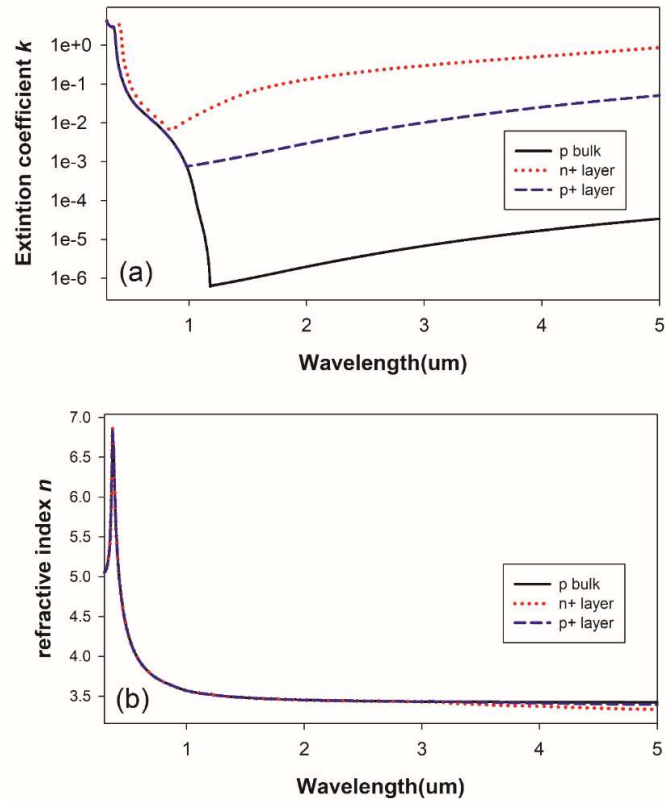 Extintion coefficient k
1e+0
1e-1
1e-2
1e-3
1e-4
1e-5
1e-6
p bulk
n+ layer
p+ layer
(a)
1 2 3 4 5
Wavelength(um)
refractive index n
7.0
6.5
6.0
5.5
5.0
4.5
4.0
3.5
p bulk
n+ layer
p+ layer
(b)
1 2 3 4 5
Wavelength(um)